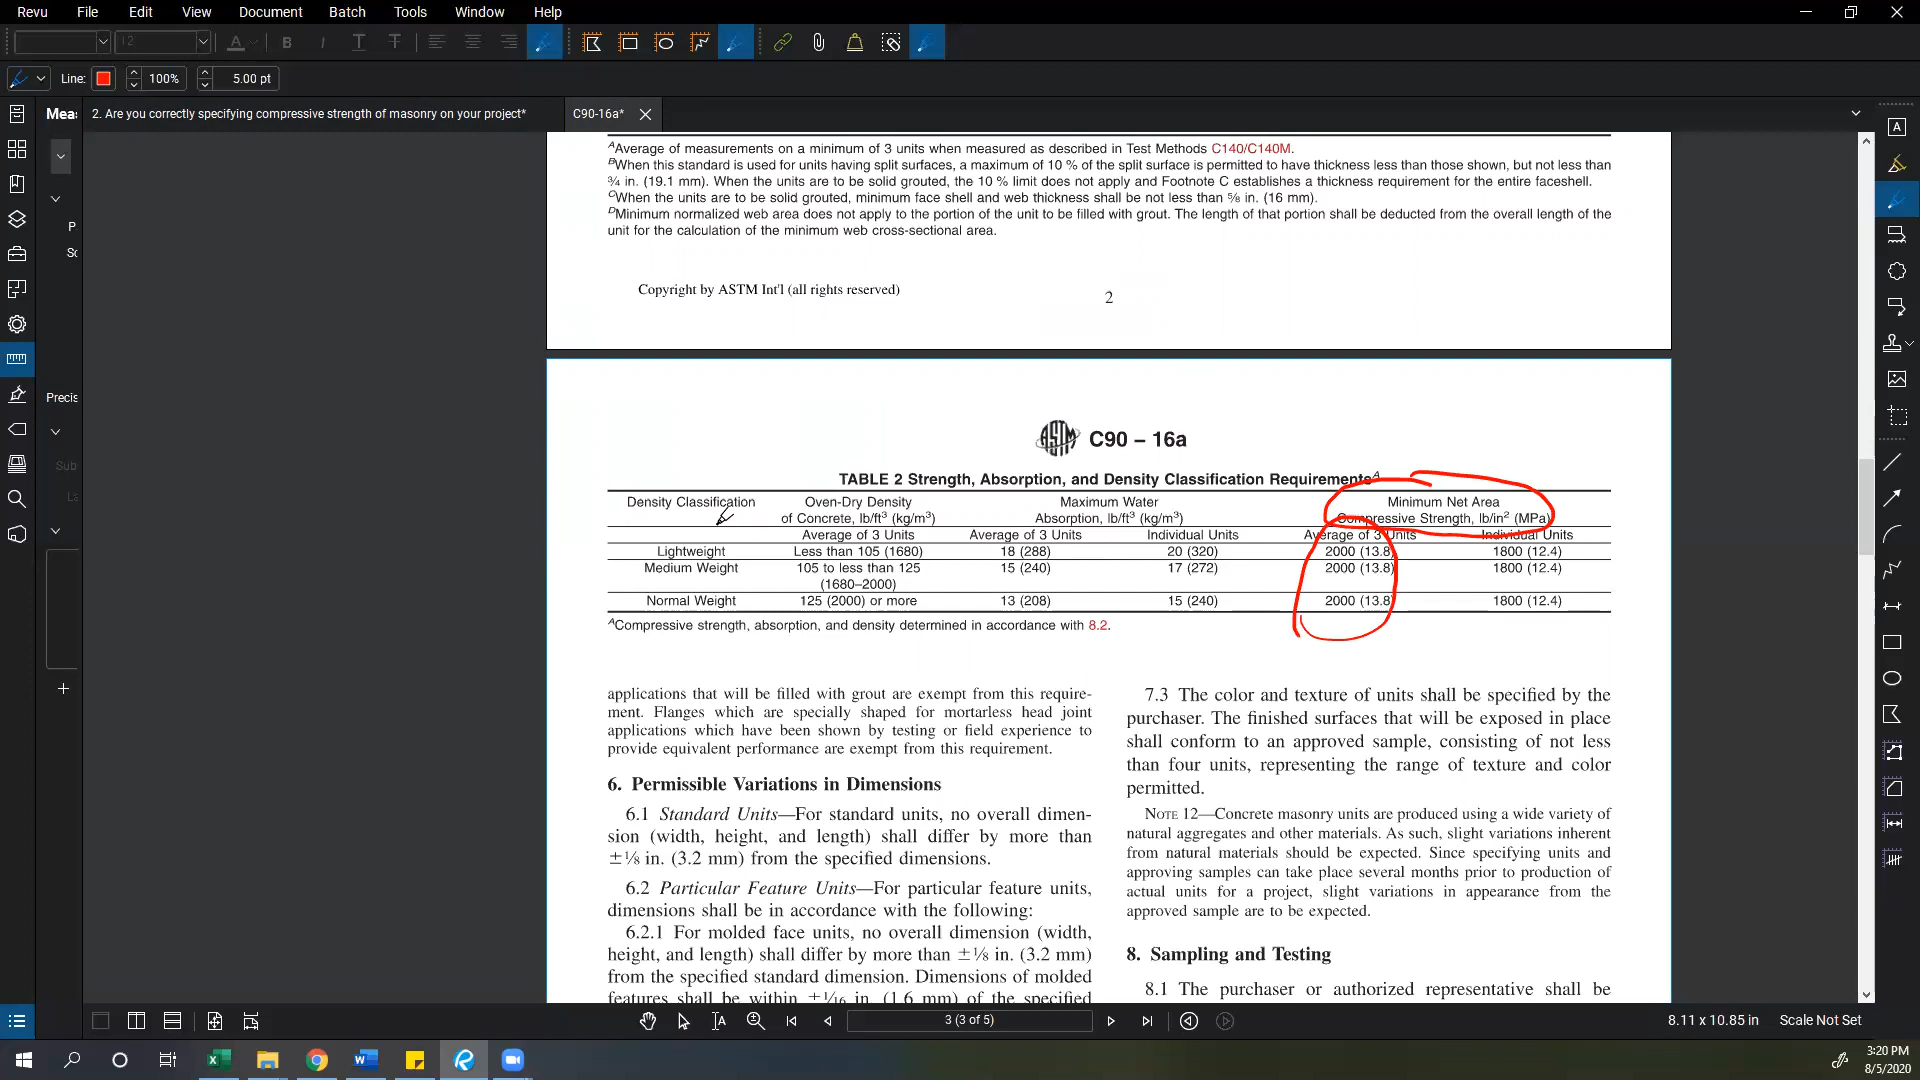 Revu File Edit View Document Batch Tools Window Help
12
Line: 100% 5.00 pt
Mea: 2. Are you correctly specifying compressive strength of masonry on your project* C90-16a*
P
Sc
Precis
Sub
ᴬAverage of measurements on a minimum of 3 units when measured as described in Test Methods C140/C140M.
ᴮWhen this standard is used for units having split surfaces, a maximum of 10 % of the split surface is permitted to have thickness less than those shown, but not less than
¾ in. (19.1 mm). When the units are to be solid grouted, the 10 % limit does not apply and Footnote C establishes a thickness requirement for the entire faceshell.
ᶜWhen the units are to be solid grouted, minimum face shell and web thickness shall be not less than ⅝ in. (16 mm).
ᴰMinimum normalized web area does not apply to the portion of the unit to be filled with grout. The length of that portion shall be deducted from the overall length of the
unit for the calculation of the minimum web cross-sectional area.
Copyright by ASTM Int'l (all rights reserved)
2
ASTM C90 – 16a
TABLE 2 Strength, Absorption, and Density Classification Requirementsᴬ
Density Classification Oven-Dry Density Maximum Water Minimum Net Area
of Concrete, lb/ft³ (kg/m³) Absorption, lb/ft³ (kg/m³) Compressive Strength, lb/in² (MPa)
Average of 3 Units Average of 3 Units Individual Units Average of 3 Units Individual Units
Lightweight Less than 105 (1680) 18 (288) 20 (320) 2000 (13.8) 1800 (12.4)
Medium Weight 105 to less than 125 15 (240) 17 (272) 2000 (13.8) 1800 (12.4)
(1680–2000)
Normal Weight 125 (2000) or more 13 (208) 15 (240) 2000 (13.8) 1800 (12.4)
ᴬCompressive strength, absorption, and density determined in accordance with 8.2.
applications that will be filled with grout are exempt from this require-
ment. Flanges which are specially shaped for mortarless head joint
applications which have been shown by testing or field experience to
provide equivalent performance are exempt from this requirement.
6. Permissible Variations in Dimensions
6.1 Standard Units—For standard units, no overall dimen-
sion (width, height, and length) shall differ by more than
±⅛ in. (3.2 mm) from the specified dimensions.
6.2 Particular Feature Units—For particular feature units,
dimensions shall be in accordance with the following:
6.2.1 For molded face units, no overall dimension (width,
height, and length) shall differ by more than ±⅛ in. (3.2 mm)
from the specified standard dimension. Dimensions of molded
features shall be within ±1⁄16 in. (1.6 mm) of the specified
7.3 The color and texture of units shall be specified by the
purchaser. The finished surfaces that will be exposed in place
shall conform to an approved sample, consisting of not less
than four units, representing the range of texture and color
permitted.
NOTE 12—Concrete masonry units are produced using a wide variety of
natural aggregates and other materials. As such, slight variations inherent
from natural materials should be expected. Since specifying units and
approving samples can take place several months prior to production of
actual units for a project, slight variations in appearance from the
approved sample are to be expected.
8. Sampling and Testing
8.1 The purchaser or authorized representative shall be
3 (3 of 5) 8.11 x 10.85 in Scale Not Set
3:20 PM
8/5/2020